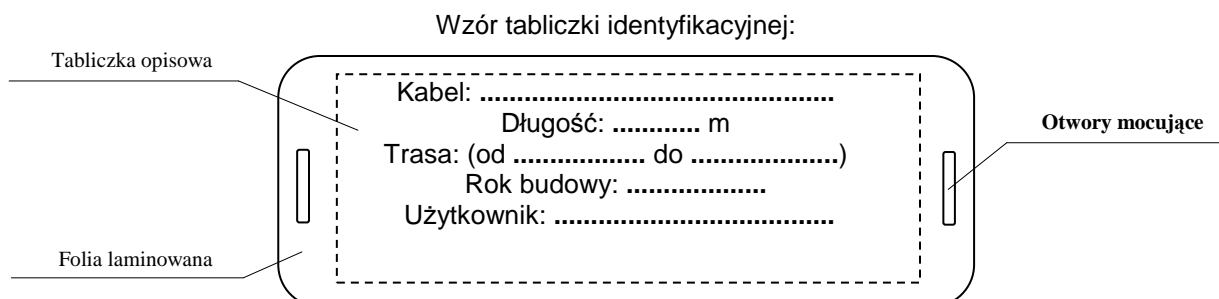 Wzór tabliczki identyfikacyjnej:
Tabliczka opisowa
Kabel: ................................................
Długość: ............ m
Otwory mocujące
Trasa: (od .................. do ....................)
Rok budowy: ...................
Użytkownik: ......................................
Folia laminowana